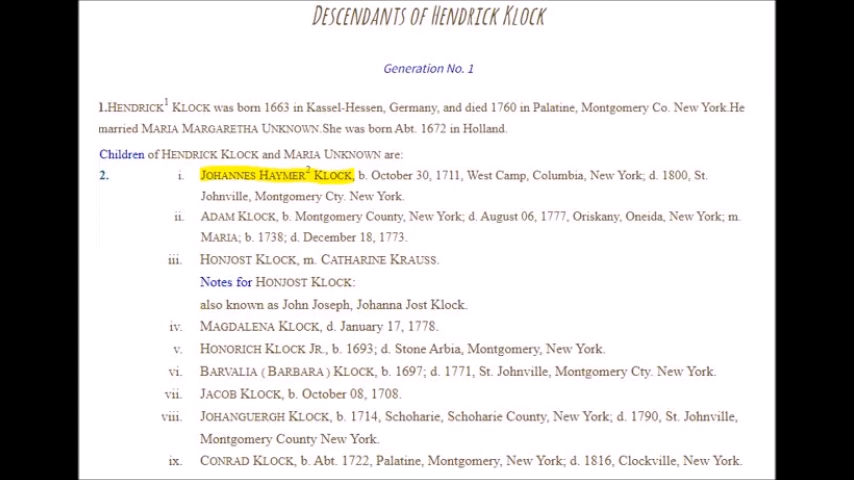 DESCENDANTS OF HENDRICK KLOCK
Generation No. 1
1.HENDRICK1 KLOCK was born 1663 in Kassel-Hessen, Germany, and died 1760 in Palatine, Montgomery Co. New York.He
married MARIA MARGARETHA UNKNOWN.She was born Abt. 1672 in Holland.
Children of HENDRICK KLOCK and MARIA UNKNOWN are:
2. i. JOHANNES HAYMER2 KLOCK, b. October 30, 1711, West Camp, Columbia, New York; d. 1800, St.
Johnville, Montgomery Cty. New York.
ii. ADAM KLOCK, b. Montgomery County, New York; d. August 06, 1777, Oriskany, Oneida, New York; m.
MARIA; b. 1738; d. December 18, 1773.
iii. HONJOST KLOCK, m. CATHARINE KRAUSS.
Notes for HONJOST KLOCK:
also known as John Joseph, Johanna Jost Klock.
iv. MAGDALENA KLOCK, d. January 17, 1778.
v. HONORICH KLOCK JR., b. 1693; d. Stone Arbia, Montgomery, New York.
vi. BARVALIA ( BARBARA ) KLOCK, b. 1697; d. 1771, St. Johnville, Montgomery Cty. New York.
vii. JACOB KLOCK, b. October 08, 1708.
viii. JOHANGUERGH KLOCK, b. 1714, Schoharie, Schoharie County, New York; d. 1790, St. Johnville,
Montgomery County New York.
ix. CONRAD KLOCK, b. Abt. 1722, Palatine, Montgomery, New York; d. 1816, Clockville, New York.